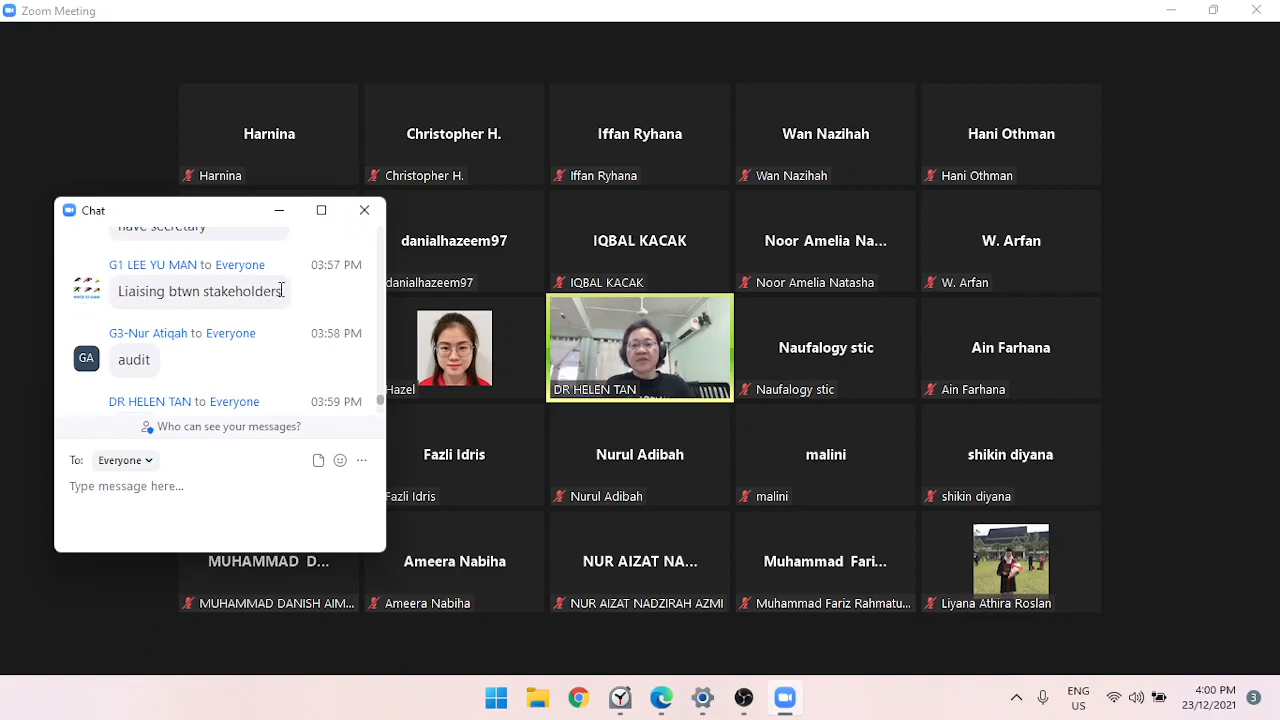 Zoom Meeting
Harnina
Christopher H.
Iffan Ryhana
Wan Nazihah
Hani Othman
Harnina
Christopher H.
Iffan Ryhana
Wan Nazihah
Hani Othman
danialhazeem97
IQBAL KACAK
Noor Amelia Na...
W. Arfan
danialhazeem97
IQBAL KACAK
Noor Amelia Natasha
W. Arfan
Hazel
DR HELEN TAN
Naufalogy stic
Ain Farhana
Naufalogy stic
Ain Farhana
Fazli Idris
Nurul Adibah
malini
shikin diyana
Fazli Idris
Nurul Adibah
malini
shikin diyana
MUHAMMAD D...
Ameera Nabiha
NUR AIZAT NA...
Muhammad Fari...
MUHAMMAD DANISH AIM...
Ameera Nabiha
NUR AIZAT NADZIRAH AZMI
Muhammad Fariz Rahmatu...
Liyana Athira Roslan
Chat
have secretary
G1 LEE YU MAN to Everyone 03:57 PM
Liaising btwn stakeholders
G3-Nur Atiqah to Everyone 03:58 PM
GA
audit
DR HELEN TAN to Everyone 03:59 PM
Who can see your messages?
To: Everyone
Type message here...
ENG
US
4:00 PM
23/12/2021
3